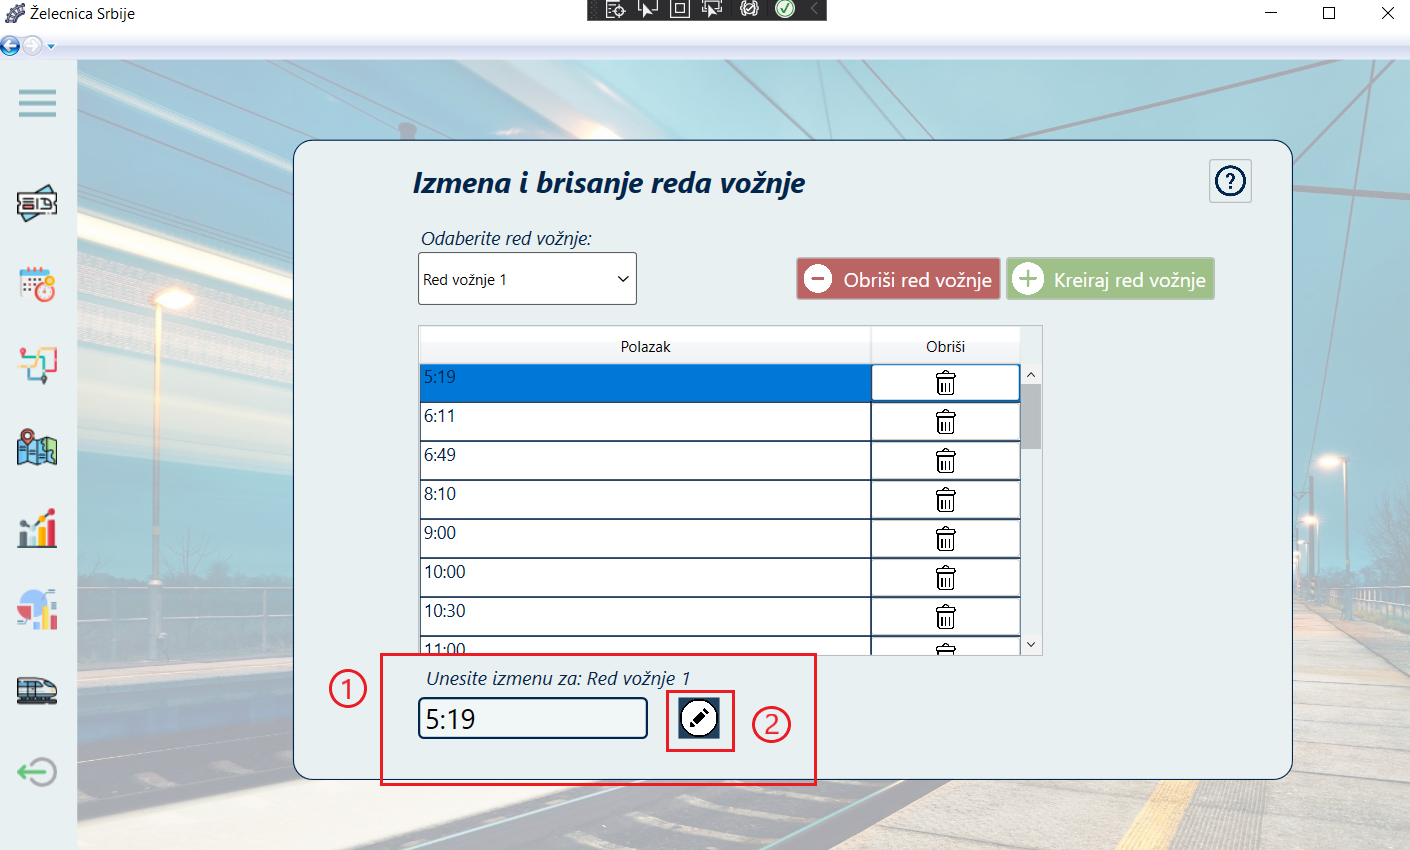 Želecnica Srbije
Izmena i brisanje reda vožnje
Odaberite red vožnje:
Red vožnje 1
Obriši red vožnje
Kreiraj red vožnje
Polazak
Obriši
5:19
6:11
6:49
8:10
9:00
10:00
10:30
11:00
1
Unesite izmenu za: Red vožnje 1
5:19
2